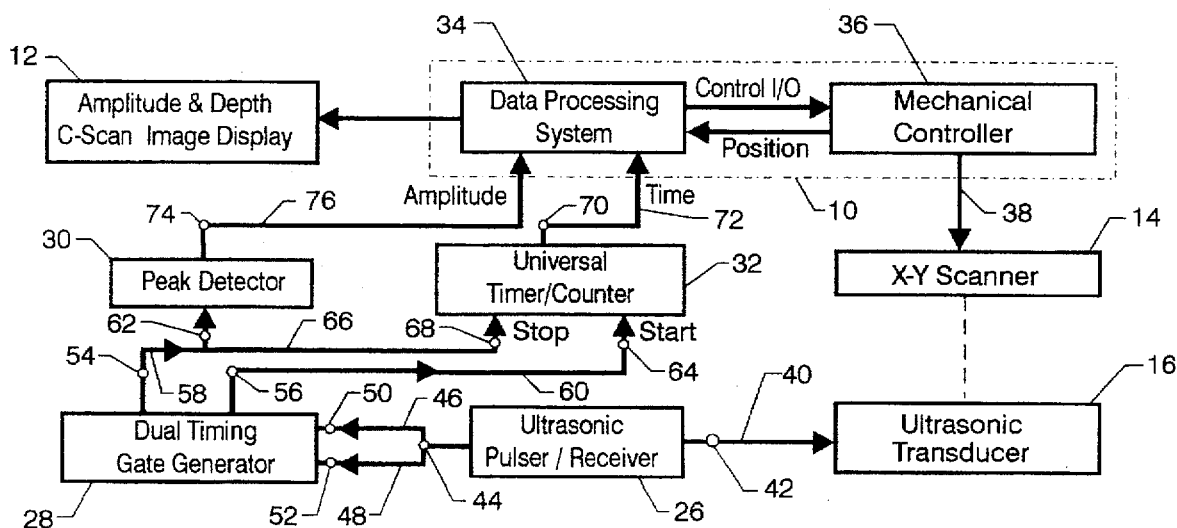 34
36
12
Amplitude & Depth
C-Scan Image Display
Data Processing
System
Control I/O
Position
Mechanical
Controller
Amplitude
Time
10
38
14
74
76
70
72
30
Peak Detector
Universal
Timer/Counter
32
X-Y Scanner
62
66
68
Stop
Start
54
58
56
60
64
40
16
50
46
Dual Timing
Gate Generator
Ultrasonic
Pulser / Receiver
Ultrasonic
Transducer
28
52
48
44
26
42